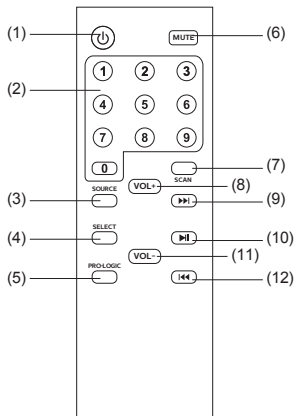 (1) MUTE (6)
(2) 1 2 3
4 5 6
7 8 9
0 (7)
SCAN
SOURCE VOL+ (8)
(3) (9)
SELECT
(4) (10)
VOL- (11)
PRO-LOGIC
(5) (12)